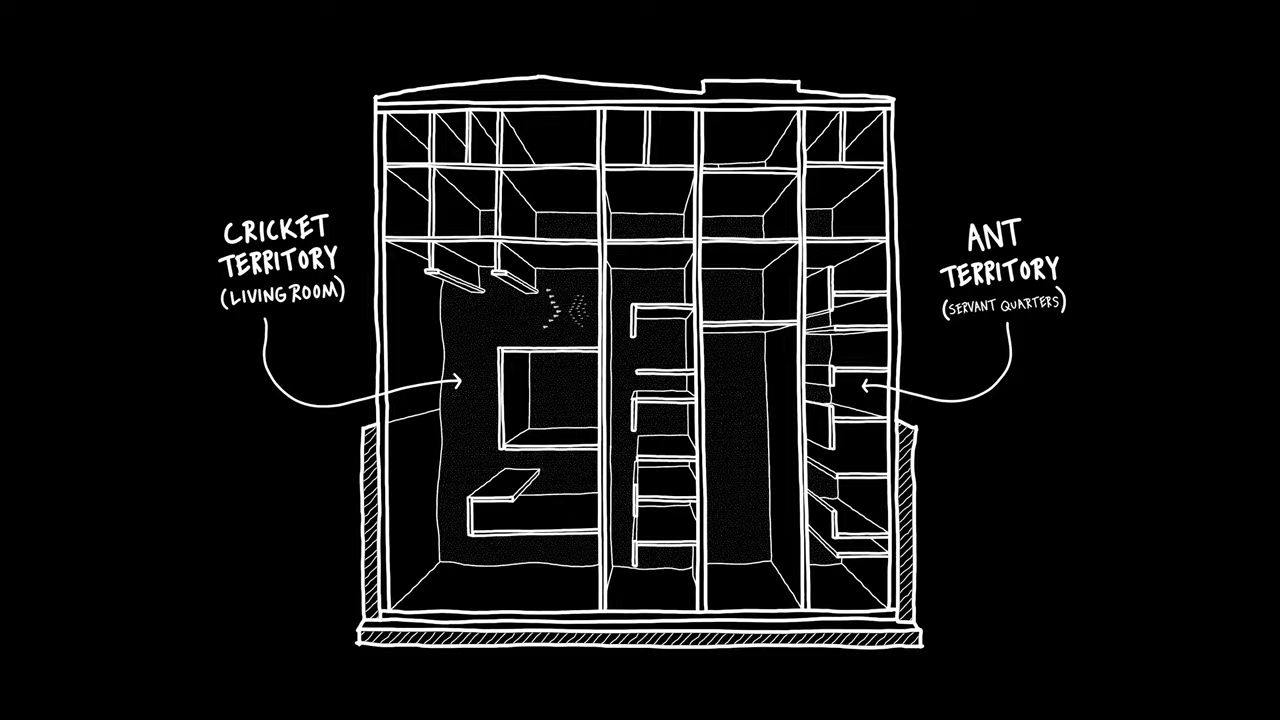 CRICKET
TERRITORY
(LIVING ROOM)
ANT
TERRITORY
(SERVANT QUARTERS)